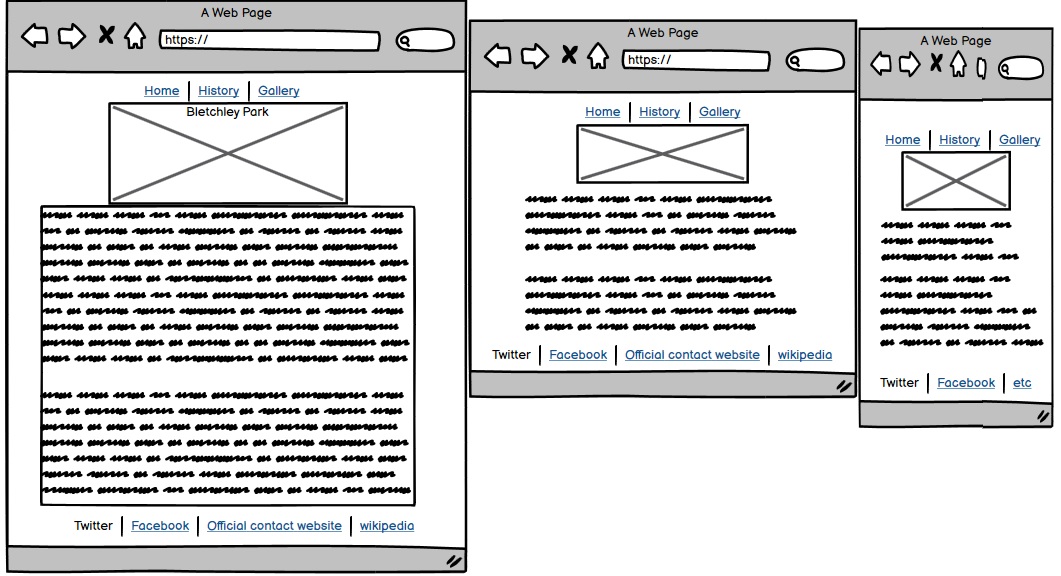 A Web Page
https://
Home History Gallery
Bletchley Park
Twitter Facebook Official contact website wikipedia
A Web Page
https://
Home History Gallery
Twitter Facebook Official contact website wikipedia
A Web Page
Home History Gallery
Twitter Facebook etc